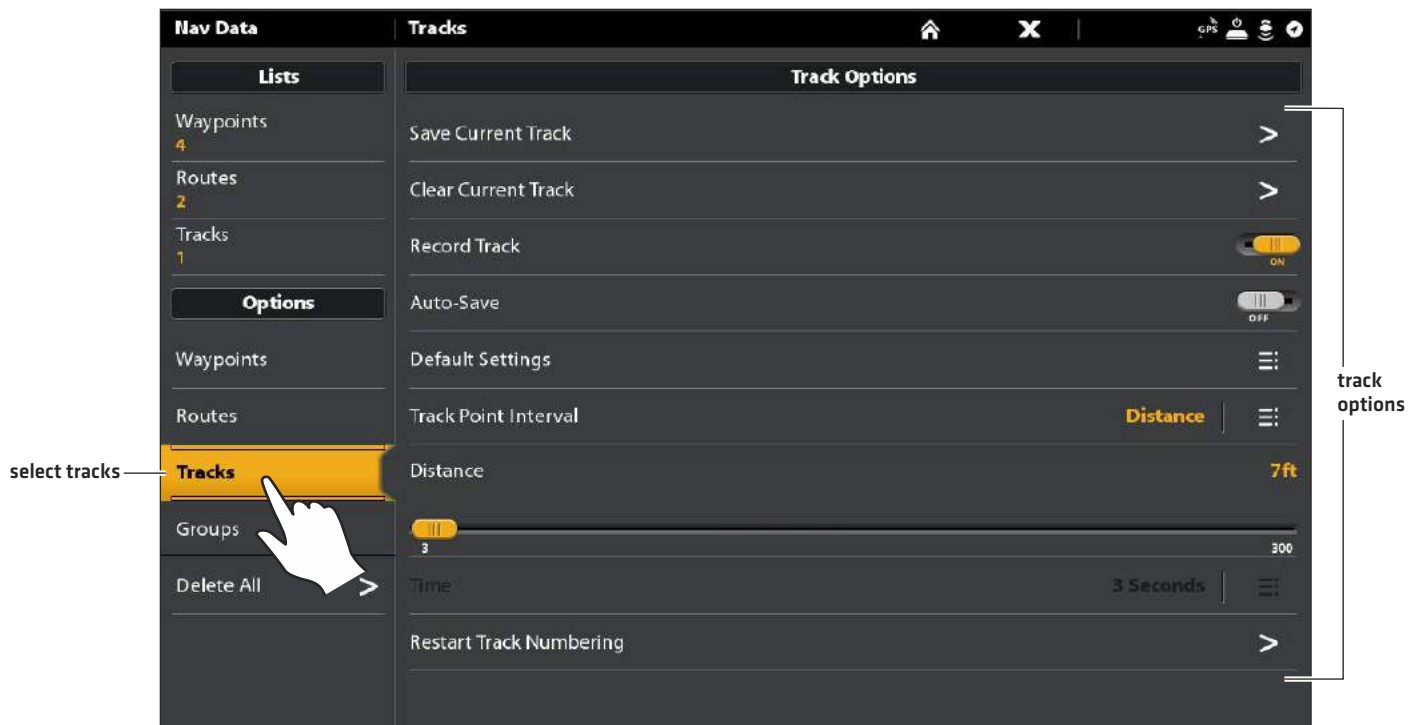 Nav Data
Tracks
GPS
Lists
Waypoints
4
Routes
2
Tracks
1
Options
Waypoints
Routes
Tracks
Groups
Delete All
Track Options
Save Current Track
Clear Current Track
Record Track
ON
Auto-Save
OFF
Default Settings
Track Point Interval
Distance
Distance
7ft
3
300
Time
3 Seconds
Restart Track Numbering
select tracks
track
options